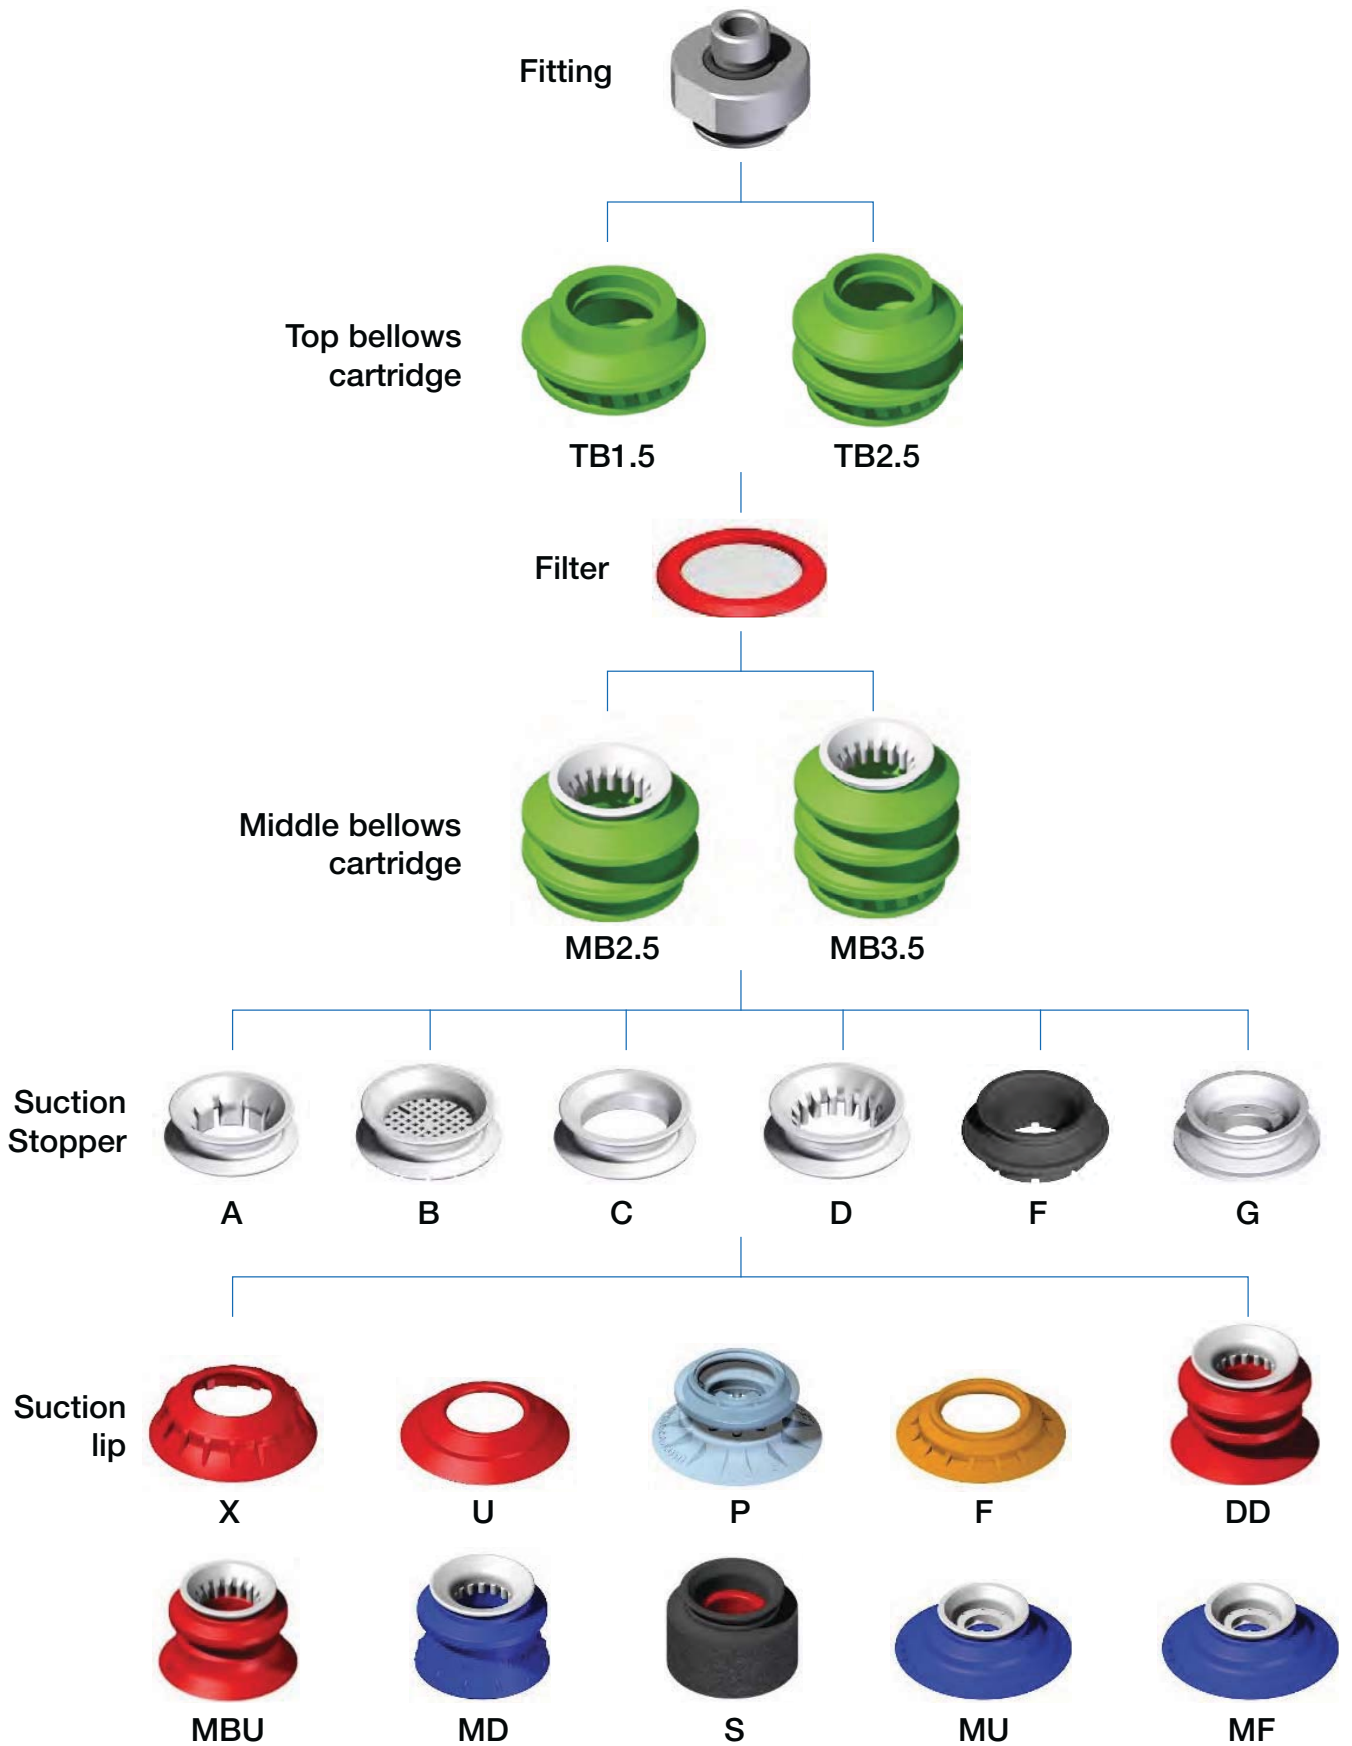 Fitting
Top bellows
cartridge
TB1.5
TB2.5
Filter
Middle bellows
cartridge
MB2.5
MB3.5
Suction
Stopper
A
B
C
D
F
G
Suction
lip
X
U
P
F
DD
MBU
MD
S
MU
MF